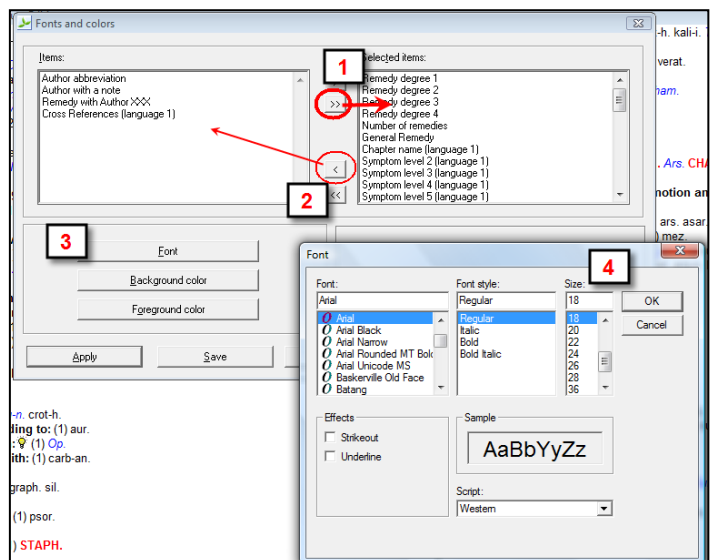 Fonts and colors
Items:
Author abbreviation
Author with a note
Remedy with Author XXX
Cross References (language 1)
1
>>
<
2
<<
Selected items:
Remedy degree 1
Remedy degree 2
Remedy degree 3
Remedy degree 4
Number of remedies
General Remedy
Chapter name (language 1)
Symptom level 2 (language 1)
Symptom level 3 (language 1)
Symptom level 4 (language 1)
Symptom level 5 (language 1)
3
Font
Background color
Foreground color
Apply
Save
Font
4
Font:
Arial
Arial
Arial Black
Arial Narrow
Arial Rounded MT Bold
Arial Unicode MS
Baskerville Old Face
Batang
Font style:
Regular
Regular
Italic
Bold
Bold Italic
Size:
18
18
20
22
24
26
28
36
OK
Cancel
Effects
Strikeout
Underline
Sample
AaBbYyZz
Script:
Western
-h. kali-i.
verat.
Ars. CHA
notion an
ars. asar.
) mez.
-n. crot-h.
ding to: (1) aur.
: (1) Op.
ith: (1) carb-an.
graph. sil.
(1) psor.
) STAPH.